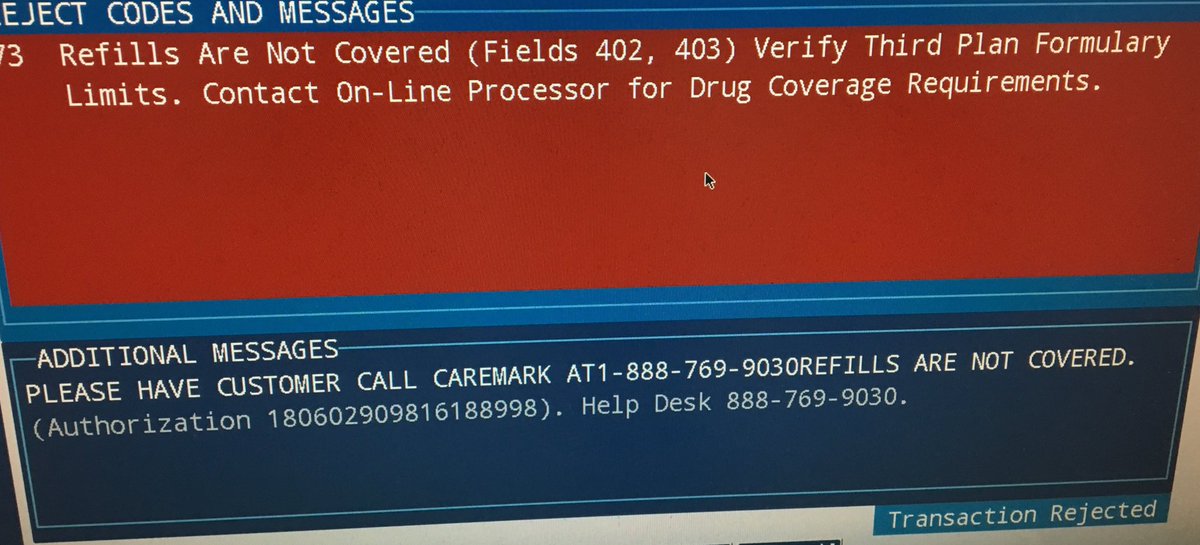 EJECT CODES AND MESSAGES
73 Refills Are Not Covered (Fields 402, 403) Verify Third Plan Formulary
Limits. Contact On-Line Processor for Drug Coverage Requirements.
ADDITIONAL MESSAGES
PLEASE HAVE CUSTOMER CALL CAREMARK AT1-888-769-9030REFILLS ARE NOT COVERED.
(Authorization 180602909816188998). Help Desk 888-769-9030.
Transaction Rejected